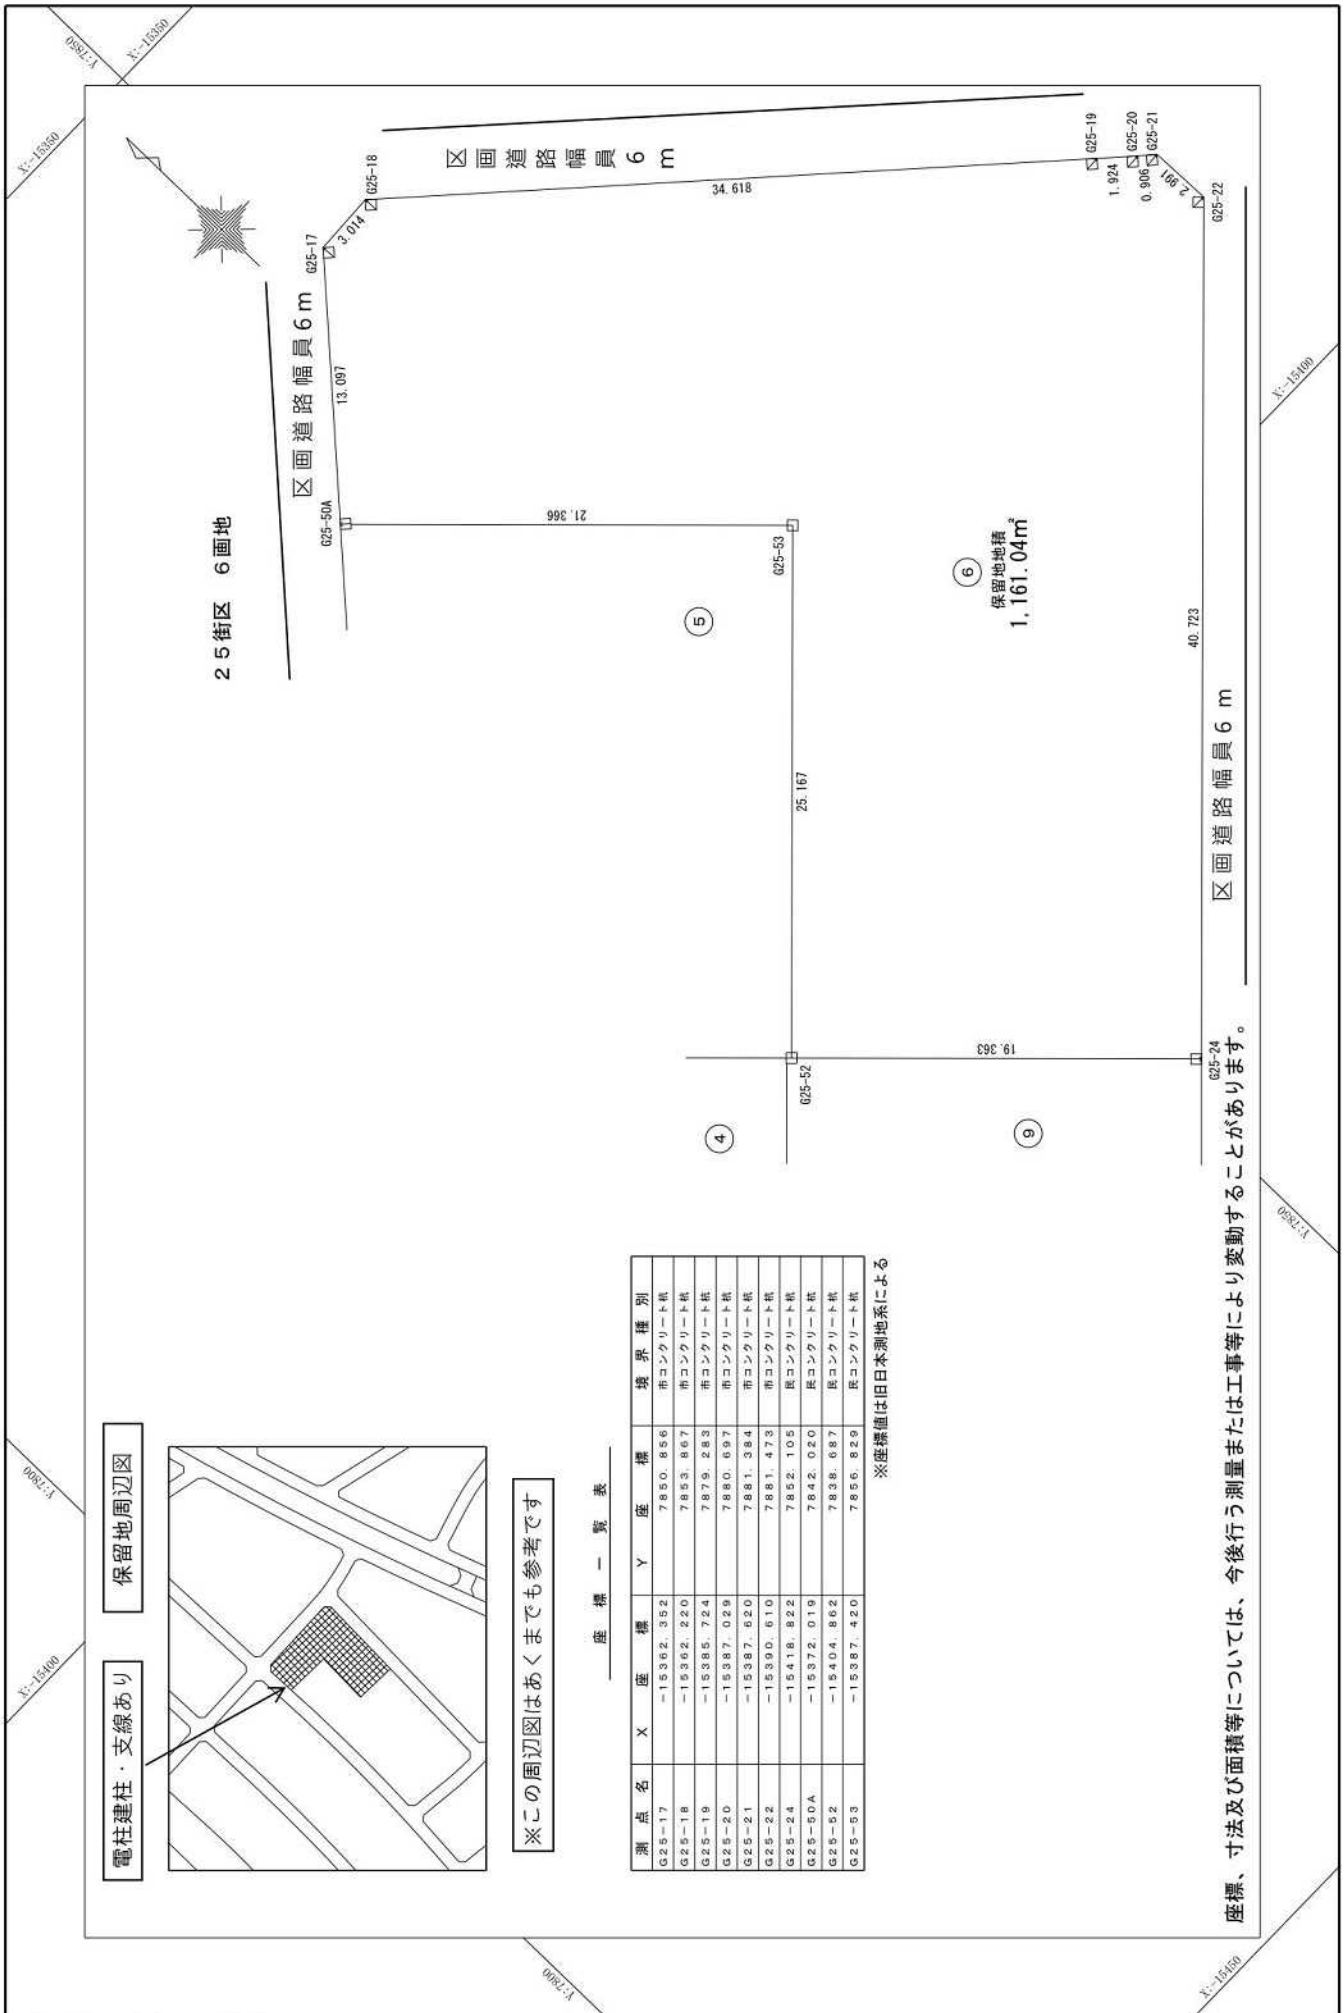 25街区 6画地
X:-15350
Y:7850
X:-15350
X:-15400
Y:7850
X:-15450
Y:7800
X:-15400
Y:7800
区画道路幅員6m
区画道路幅員6m
区画道路幅員6m
G25-17
G25-18
G25-19
G25-20
G25-21
G25-22
G25-24
G25-50A
G25-52
G25-53
3.014
34.618
1.924
0.906
2.991
40.723
19.363
25.167
21.366
13.097
④
⑤
⑥
⑨
保留地地積
1,161.04㎡
電柱建柱・支線あり
保留地周辺図
※この周辺図はあくまでも参考です
座標一覧表
測点名 X座標 Y座標 境界種別
G25-17 -15362.352 7850.856 市コンクリート杭
G25-18 -15362.220 7853.867 市コンクリート杭
G25-19 -15385.724 7879.283 市コンクリート杭
G25-20 -15387.029 7880.697 市コンクリート杭
G25-21 -15387.620 7881.384 市コンクリート杭
G25-22 -15390.610 7881.473 市コンクリート杭
G25-24 -15418.822 7852.105 民コンクリート杭
G25-50A -15372.019 7842.020 民コンクリート杭
G25-52 -15404.862 7838.687 民コンクリート杭
G25-53 -15387.420 7856.829 民コンクリート杭
※座標値は旧日本測地系による
座標、寸法及び面積等については、今後行う測量または工事等により変動することがあります。